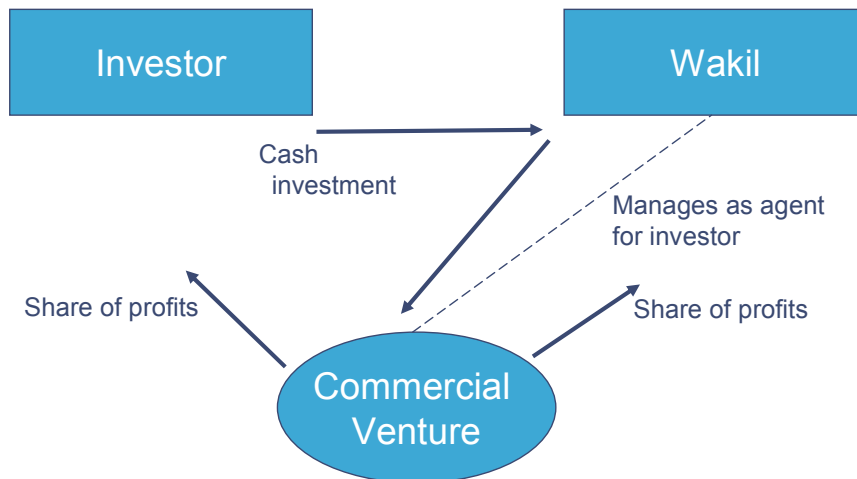 Investor
Wakil
Cash
investment
Manages as agent
for investor
Share of profits
Share of profits
Commercial
Venture